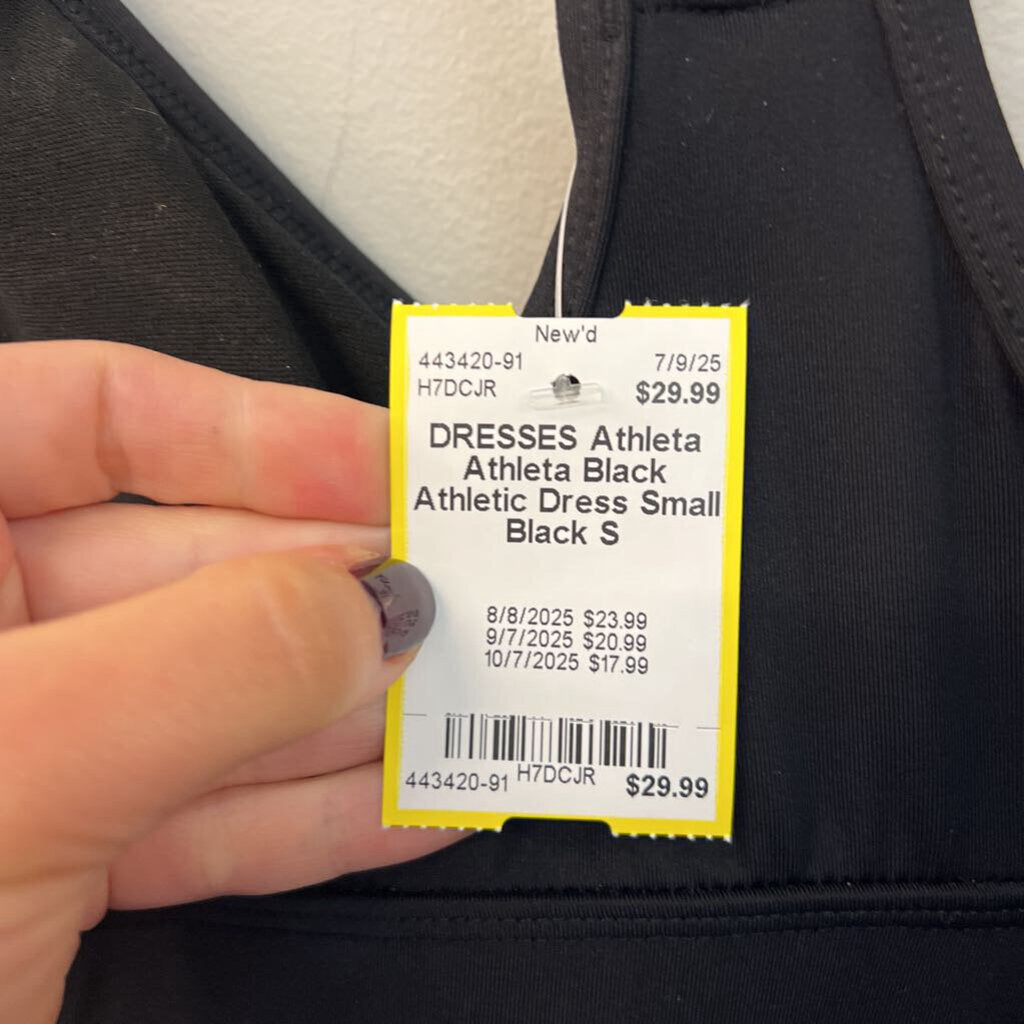 New'd
443420-91 7/9/25
H7DCJR $29.99
DRESSES Athleta
Athleta Black
Athletic Dress Small
Black S
8/8/2025 $23.99
9/7/2025 $20.99
10/7/2025 $17.99
443420-91 H7DCJR $29.99